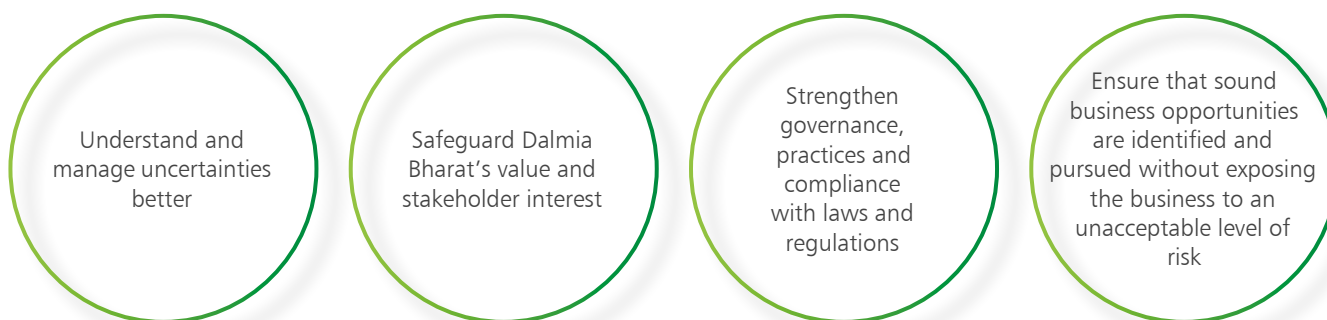 Understand and
manage uncertainties
better
Safeguard Dalmia
Bharat’s value and
stakeholder interest
Strengthen
governance,
practices and
compliance
with laws and
regulations
Ensure that sound
business opportunities
are identified and
pursued without exposing
the business to an
unacceptable level of
risk